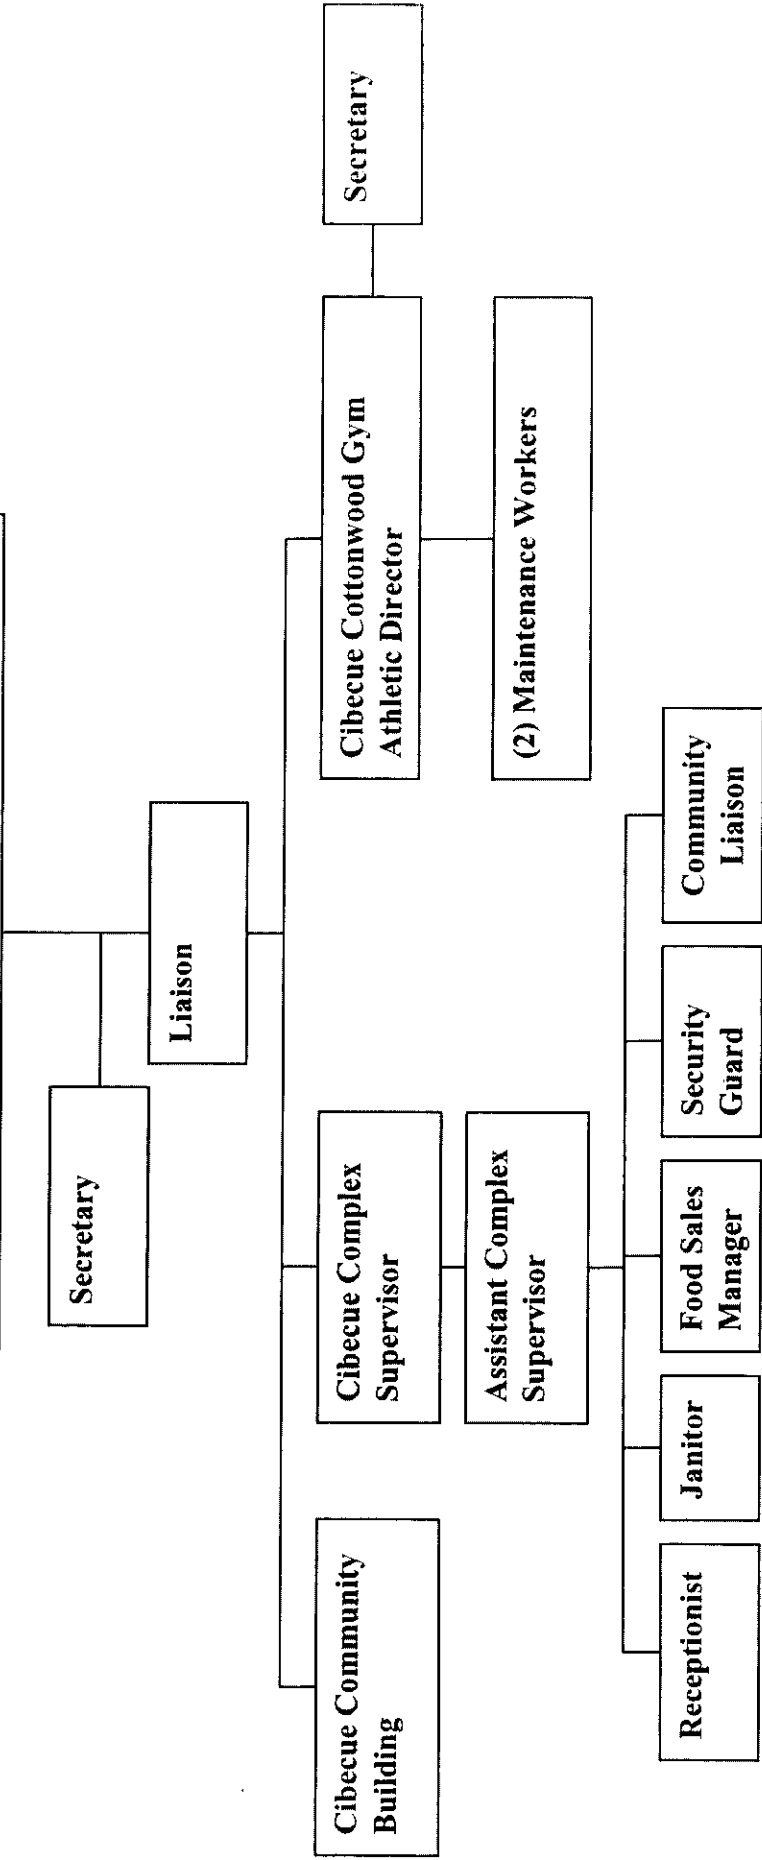 Secretary
Liaison
Cibecue Community
Building
Cibecue Complex
Supervisor
Cibecue Cottonwood Gym
Athletic Director
Secretary
Assistant Complex
Supervisor
(2) Maintenance Workers
Receptionist
Janitor
Food Sales
Manager
Security
Guard
Community
Liaison